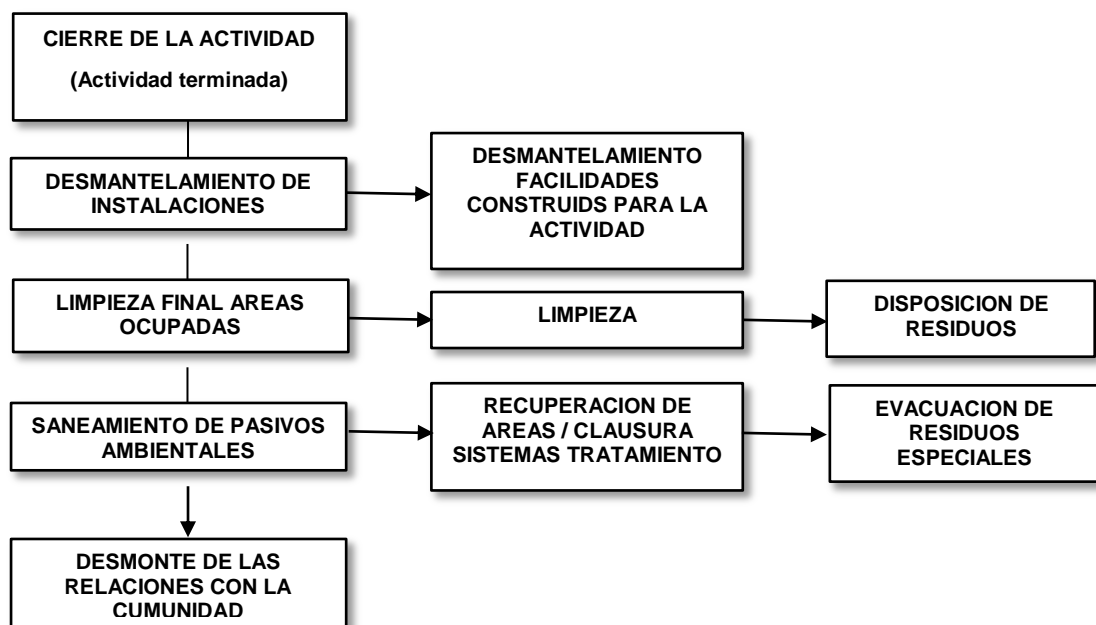 CIERRE DE LA ACTIVIDAD
(Actividad terminada)
DESMANTELAMIENTO DE
INSTALACIONES
DESMANTELAMIENTO
FACILIDADES
CONSTRUIDS PARA LA
ACTIVIDAD
LIMPIEZA FINAL AREAS
OCUPADAS
LIMPIEZA
DISPOSICION DE
RESIDUOS
SANEAMIENTO DE PASIVOS
AMBIENTALES
RECUPERACION DE
AREAS / CLAUSURA
SISTEMAS TRATAMIENTO
EVACUACION DE
RESIDUOS
ESPECIALES
DESMONTE DE LAS
RELACIONES CON LA
CUMUNIDAD